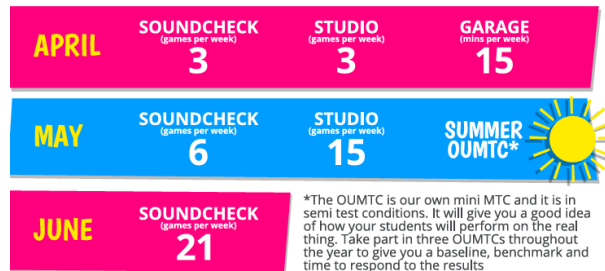 APRIL
SOUNDCHECK
(games per week)
3
STUDIO
(games per week)
3
GARAGE
(mins per week)
15
MAY
SOUNDCHECK
(games per week)
6
STUDIO
(games per week)
15
SUMMER
OUMTC*
JUNE
SOUNDCHECK
(games per week)
21
*The OUMTC is our own mini MTC and it is in
semi test conditions. It will give you a good idea
of how your students will perform on the real
thing. Take part in three OUMTCs throughout
the year to give you a baseline, benchmark and
time to respond to the results